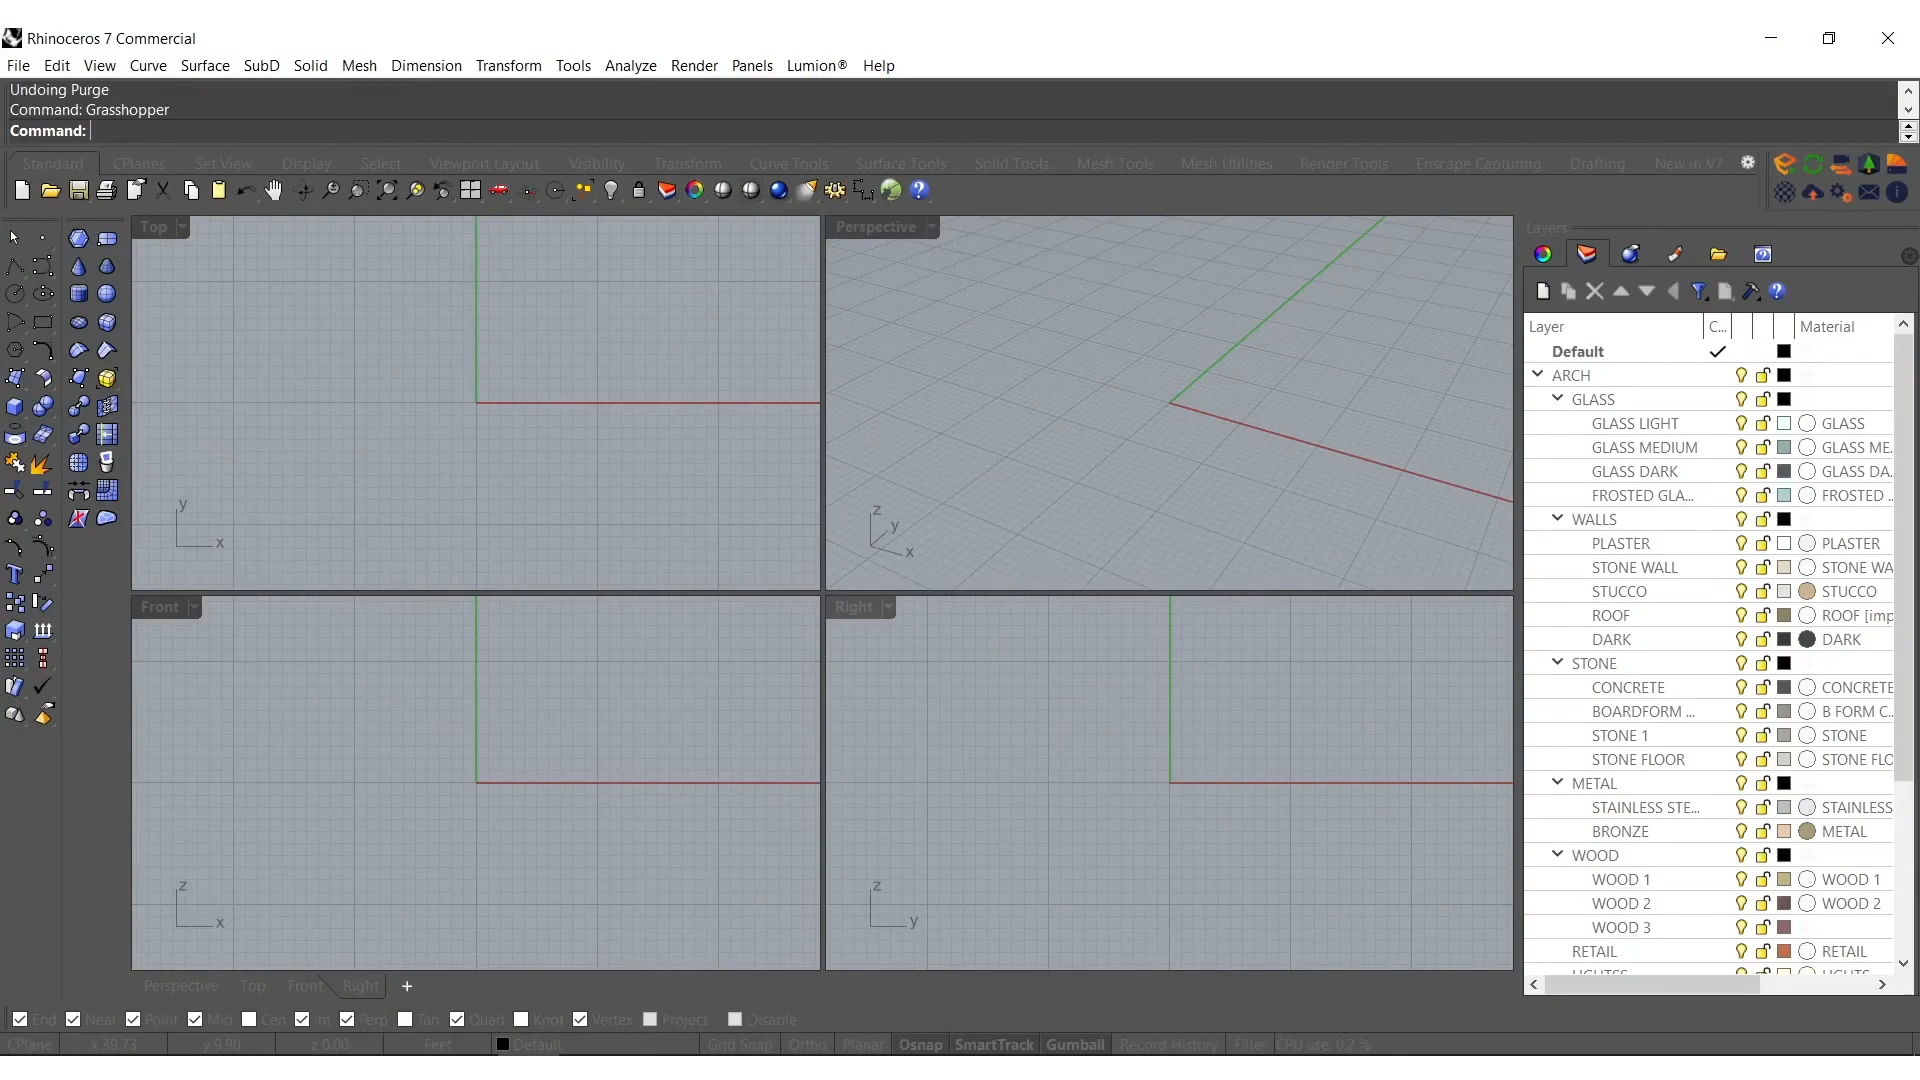 Rhinoceros 7 Commercial
File Edit View Curve Surface SubD Solid Mesh Dimension Transform Tools Analyze Render Panels Lumion® Help
Undoing Purge
Command: Grasshopper
Command:
Standard CPlanes Set View Display Select Viewport Layout Visibility Transform Curve Tools Surface Tools Solid Tools Mesh Tools Mesh Utilities Render Tools Enscape Capturing Drafting New in V7
Top
Perspective
Layers
Layer C... Material
Default
ARCH
GLASS
GLASS LIGHT GLASS
GLASS MEDIUM GLASS ME.
GLASS DARK GLASS DA.
FROSTED GLA... FROSTED ..
WALLS
PLASTER PLASTER
STONE WALL STONE WA
STUCCO STUCCO
ROOF ROOF [imp
DARK DARK
STONE
CONCRETE CONCRETE
BOARDFORM ... B FORM C..
STONE 1 STONE
STONE FLOOR STONE FLO
METAL
STAINLESS STE... STAINLESS
BRONZE METAL
WOOD
WOOD 1 WOOD 1
WOOD 2 WOOD 2
WOOD 3
RETAIL RETAIL
y
x
z
y
x
Front
Right
z
x
z
y
Perspective Top Front Right +
End Near Point Mid Cen Int Perp Tan Quad Knot Vertex Project Disable
CPlane x 39.73 y 9.90 z 0.00 Feet Default Grid Snap Ortho Planar Osnap SmartTrack Gumball Record History Filter CPU use: 0.2 %